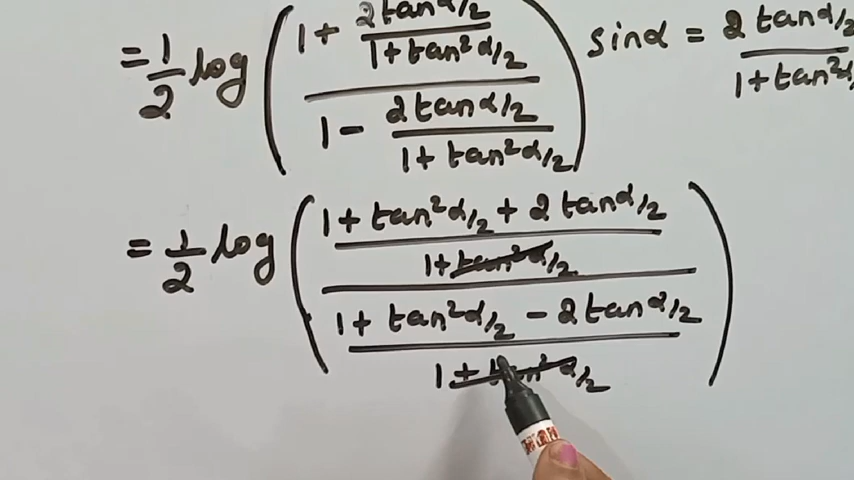 = 1/2 log ( (1 + (2tanα/2)/(1+tan²α/2)) / (1 - (2tanα/2)/(1+tan²α/2)) ) sinα = (2tanα/2)/(1+tan²α
= 1/2 log ( ((1 + tan²α/2 + 2tanα/2)/(1+tan²α/2)) / ((1 + tan²α/2 - 2tanα/2)/(1+tan²α/2)) )